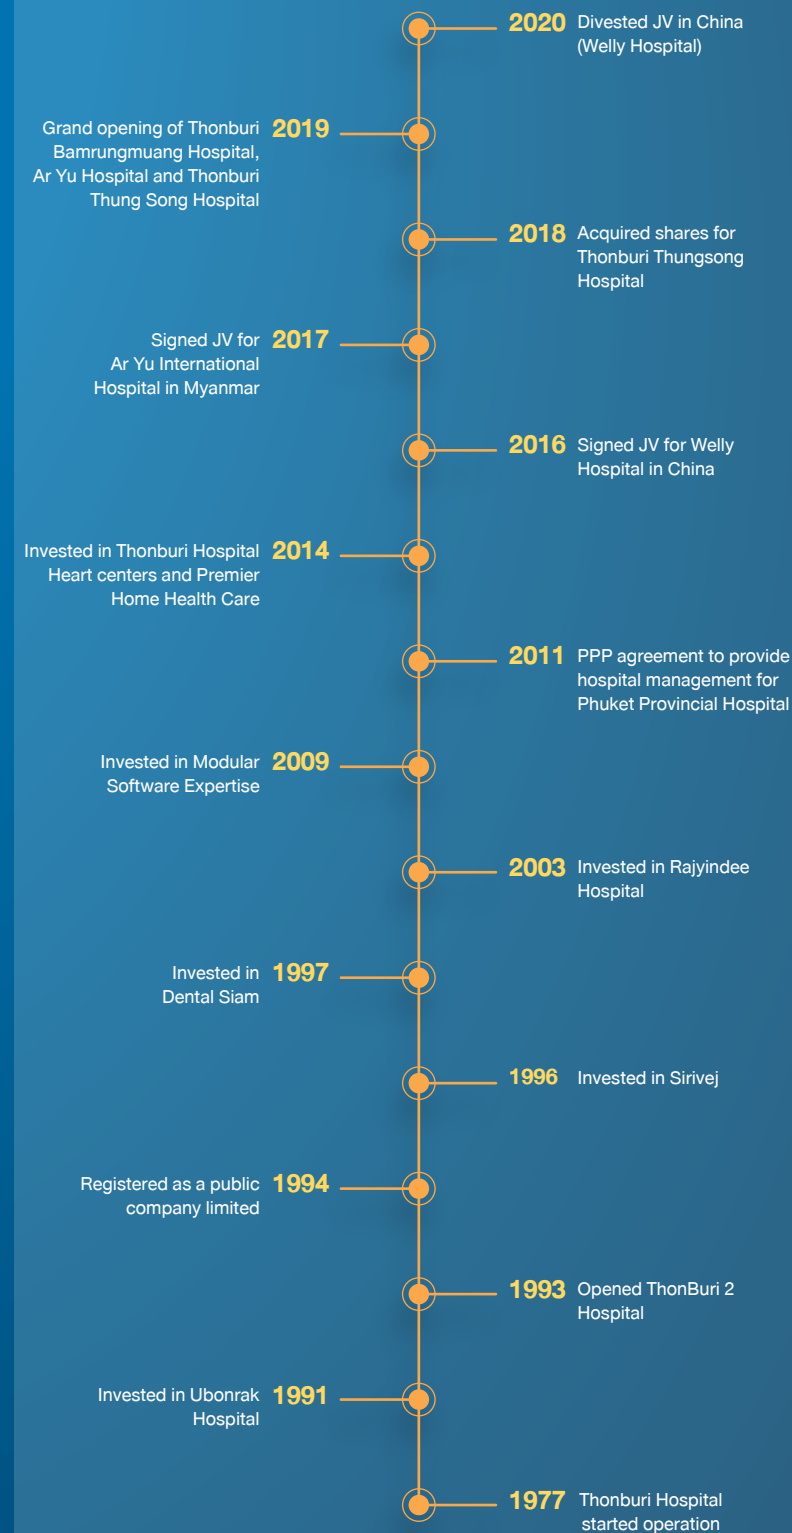 2020 Divested JV in China
(Welly Hospital)
Grand opening of Thonburi 2019
Bamrungmuang Hospital,
Ar Yu Hospital and Thonburi
Thung Song Hospital
2018 Acquired shares for
Thonburi Thungsong
Hospital
Signed JV for 2017
Ar Yu International
Hospital in Myanmar
2016 Signed JV for Welly
Hospital in China
Invested in Thonburi Hospital 2014
Heart centers and Premier
Home Health Care
2011 PPP agreement to provide
hospital management for
Phuket Provincial Hospital
Invested in Modular 2009
Software Expertise
2003 Invested in Rajyindee
Hospital
Invested in 1997
Dental Siam
1996 Invested in Sirivej
Registered as a public 1994
company limited
1993 Opened ThonBuri 2
Hospital
Invested in Ubonrak 1991
Hospital
1977 Thonburi Hospital
started operation